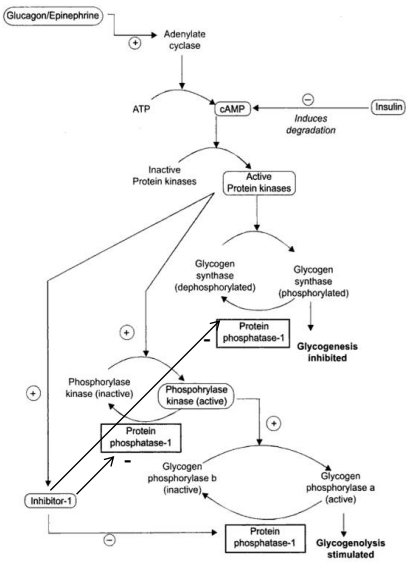 Glucagon/Epinephrine
+
Adenylate
cyclase
ATP
cAMP
−
Insulin
Induces
degradation
Inactive
Protein kinases
Active
Protein kinases
Glycogen
synthase
(dephosphorylated)
Glycogen
synthase
(phosphorylated)
+
-
Protein
phosphatase-1
Glycogenesis
inhibited
Phosphorylase
kinase (inactive)
Phospohrylase
kinase (active)
+
+
Protein
phosphatase-1
-
Glycogen
phosphorylase b
(inactive)
Glycogen
phosphorylase a
(active)
Inhibitor-1
−
Protein
phosphatase-1
Glycogenolysis
stimulated